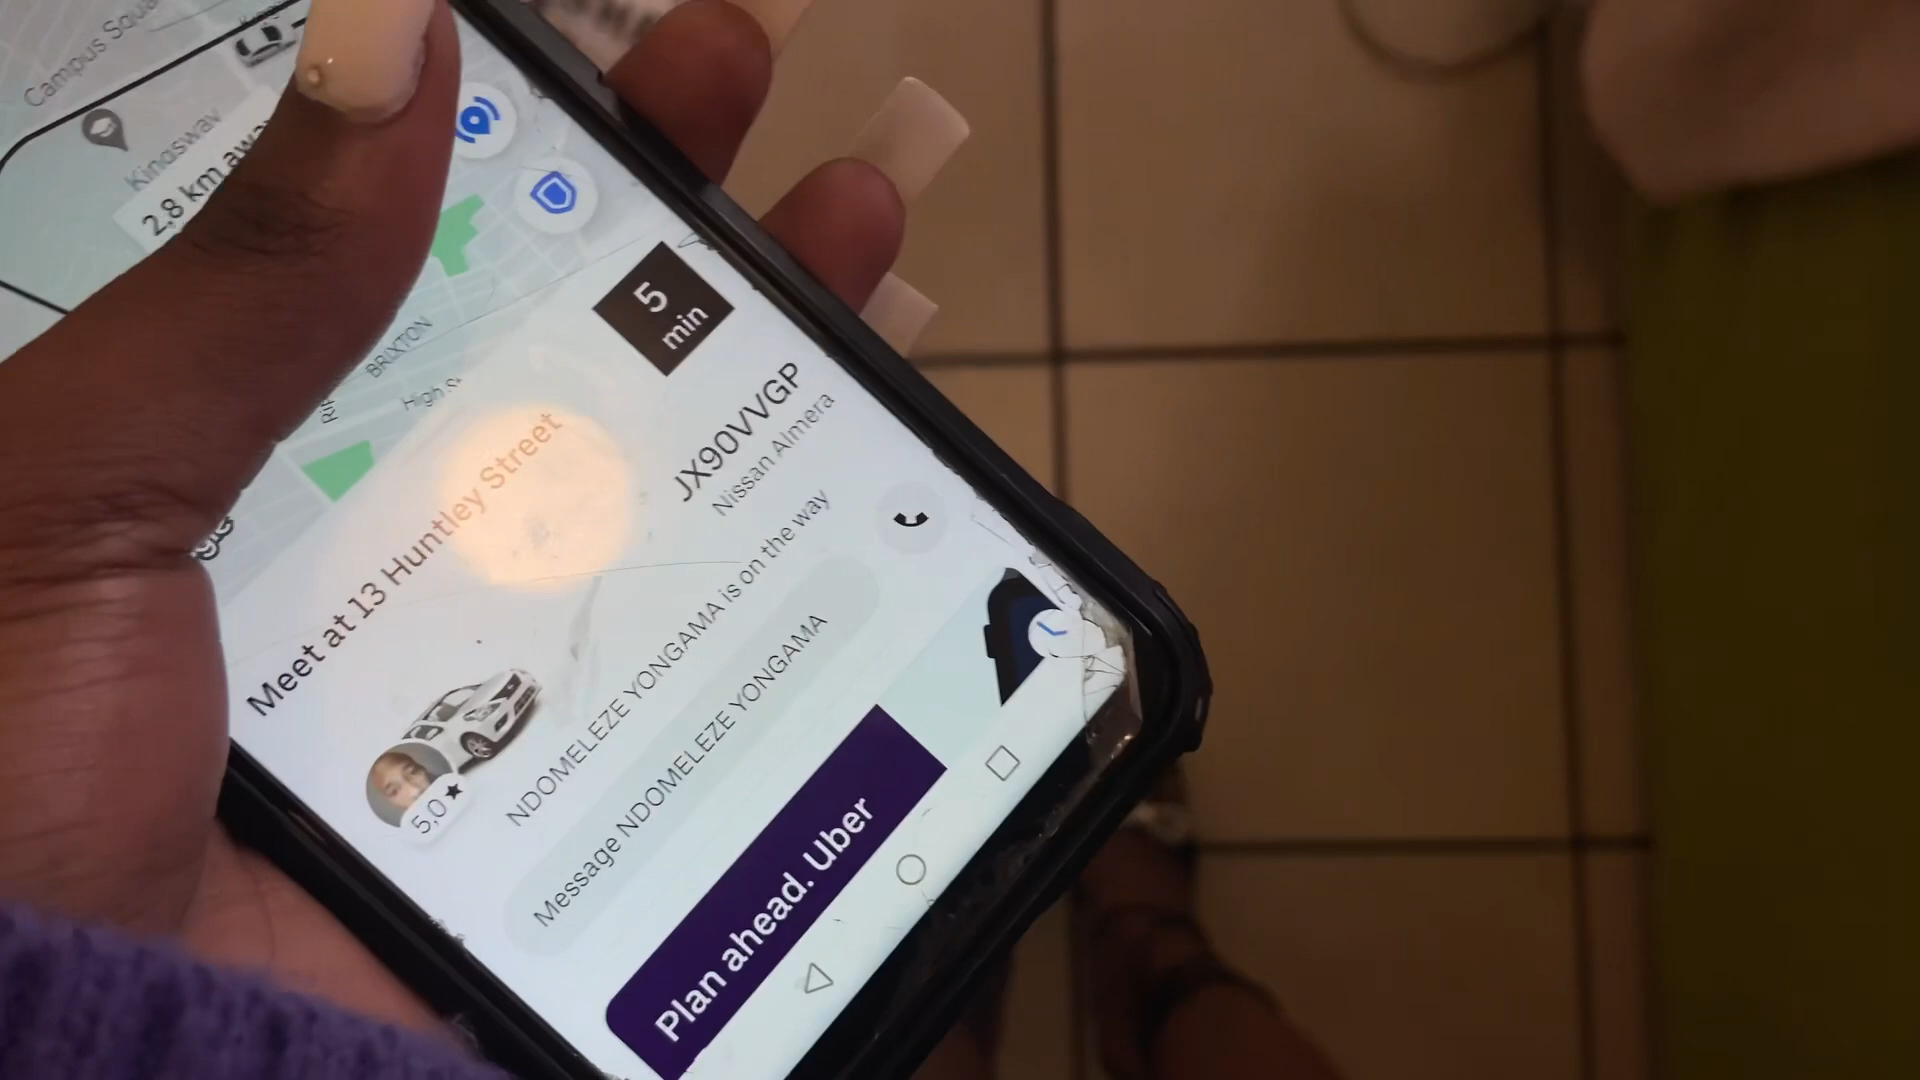 Campus Squa
Kingsway
2,8 km away
BRIXTON
High S
5
min
Meet at 13 Huntley Street
JX90VVGP
Nissan Almera
5,0★
NDOMELEZE YONGAMA is on the way
Message NDOMELEZE YONGAMA
Plan ahead. Uber